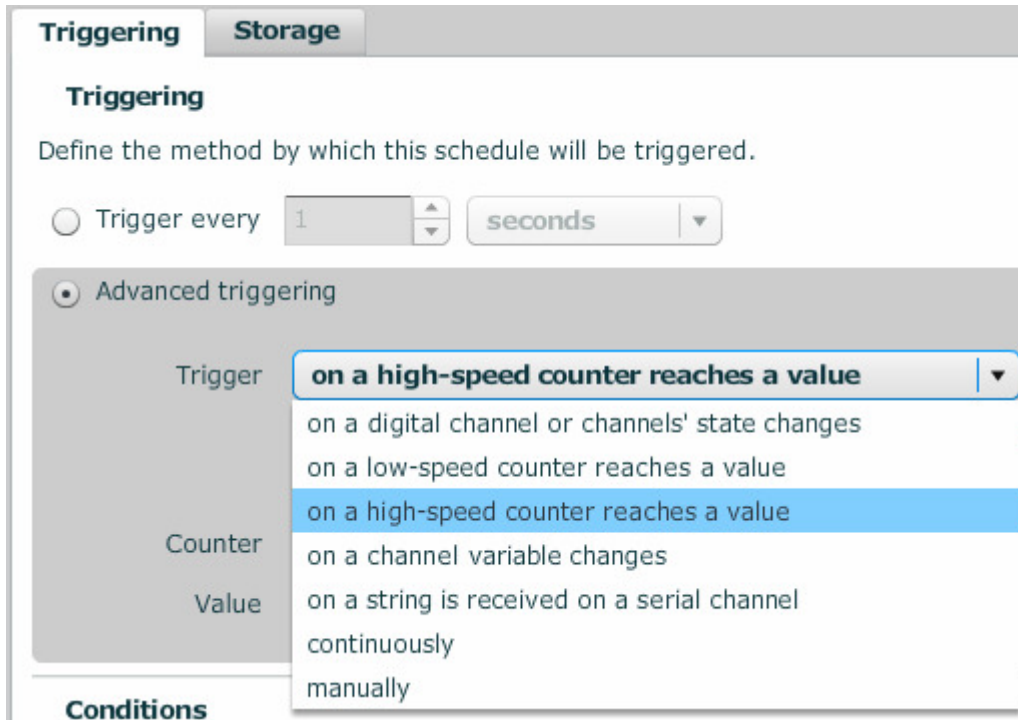 Triggering Storage
Triggering
Define the method by which this schedule will be triggered.
Trigger every 1 seconds
Advanced triggering
Trigger on a high-speed counter reaches a value
on a digital channel or channels' state changes
on a low-speed counter reaches a value
on a high-speed counter reaches a value
Counter
on a channel variable changes
Value
on a string is received on a serial channel
continuously
manually
Conditions